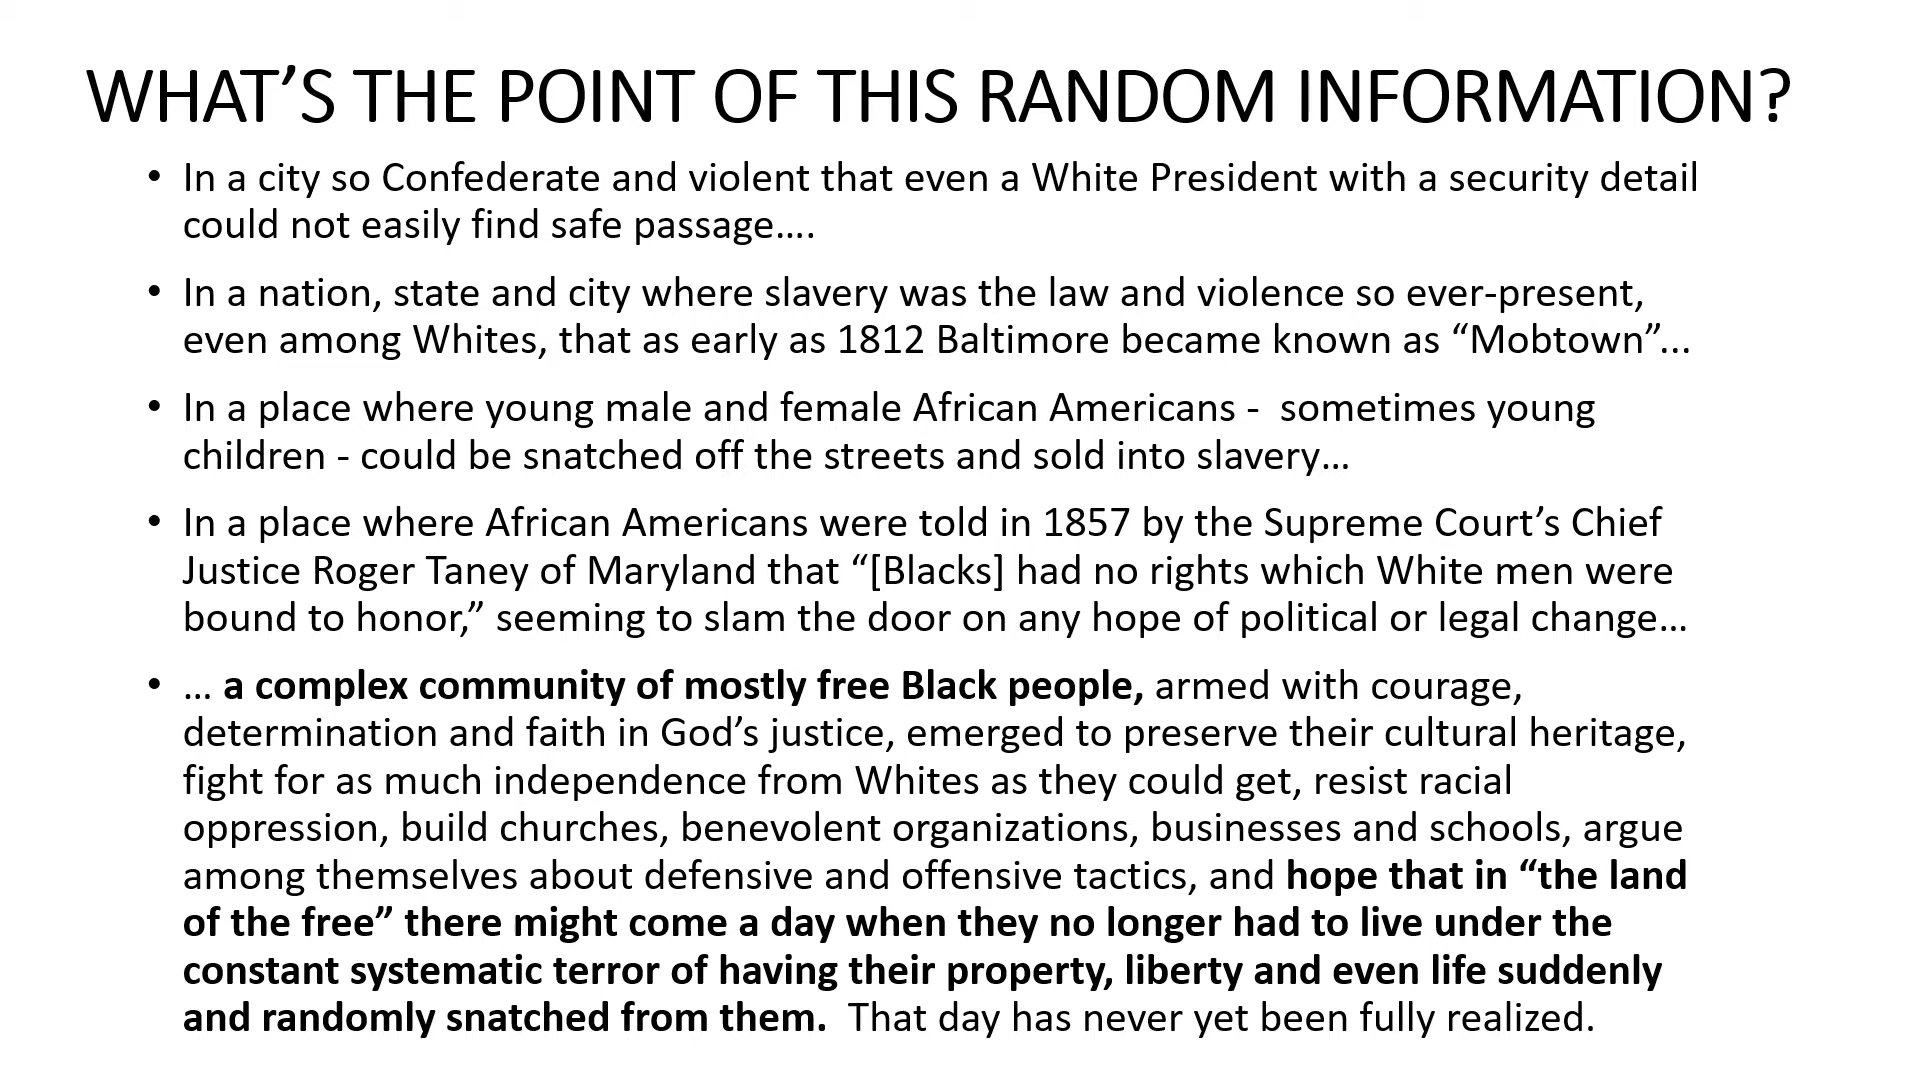 WHAT’S THE POINT OF THIS RANDOM INFORMATION?
• In a city so Confederate and violent that even a White President with a security detail
could not easily find safe passage….
• In a nation, state and city where slavery was the law and violence so ever-present,
even among Whites, that as early as 1812 Baltimore became known as “Mobtown”...
• In a place where young male and female African Americans -  sometimes young
children - could be snatched off the streets and sold into slavery…
• In a place where African Americans were told in 1857 by the Supreme Court’s Chief
Justice Roger Taney of Maryland that “[Blacks] had no rights which White men were
bound to honor,” seeming to slam the door on any hope of political or legal change…
• … a complex community of mostly free Black people, armed with courage,
determination and faith in God’s justice, emerged to preserve their cultural heritage,
fight for as much independence from Whites as they could get, resist racial
oppression, build churches, benevolent organizations, businesses and schools, argue
among themselves about defensive and offensive tactics, and hope that in “the land
of the free” there might come a day when they no longer had to live under the
constant systematic terror of having their property, liberty and even life suddenly
and randomly snatched from them.  That day has never yet been fully realized.